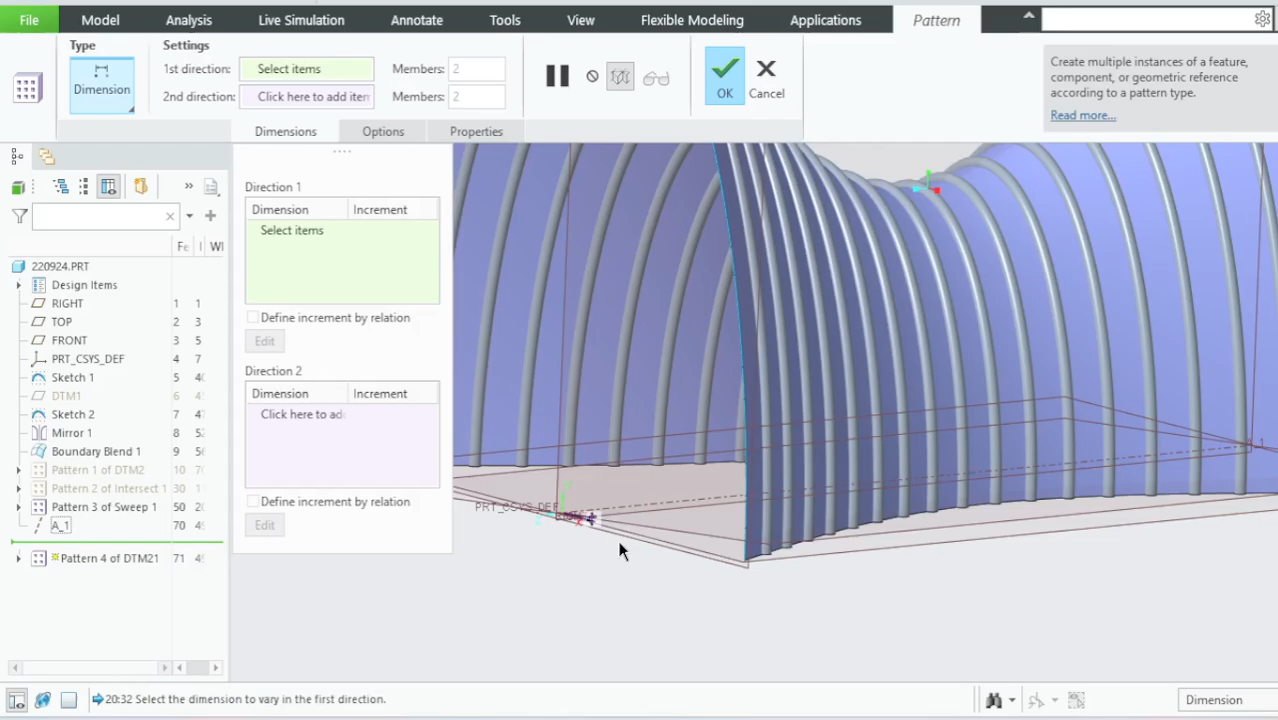 File Model Analysis Live Simulation Annotate Tools View Flexible Modeling Applications Pattern
Type
Dimension
Settings
1st direction: Select items Members: 2
2nd direction: Click here to add item Members: 2
OK
Cancel
Create multiple instances of a feature,
component, or geometric reference
according to a pattern type.
Read more...
Dimensions Options Properties
Fe
220924.PRT
Design Items
RIGHT 1 1
TOP 2 3
FRONT 3 5
PRT_CSYS_DEF 4 7
Sketch 1 5
DTM1 6
Sketch 2 7
Mirror 1 8
Boundary Blend 1 9
Pattern 1 of DTM2 10
Pattern 2 of Intersect 1 30
Pattern 3 of Sweep 1 50
A_1 70
Pattern 4 of DTM21 71
Direction 1
Dimension Increment
Select items
Define increment by relation
Edit
Direction 2
Dimension Increment
Click here to add
Define increment by relation
Edit
PRT_CSYS_DEF
20:32 Select the dimension to vary in the first direction.
Dimension